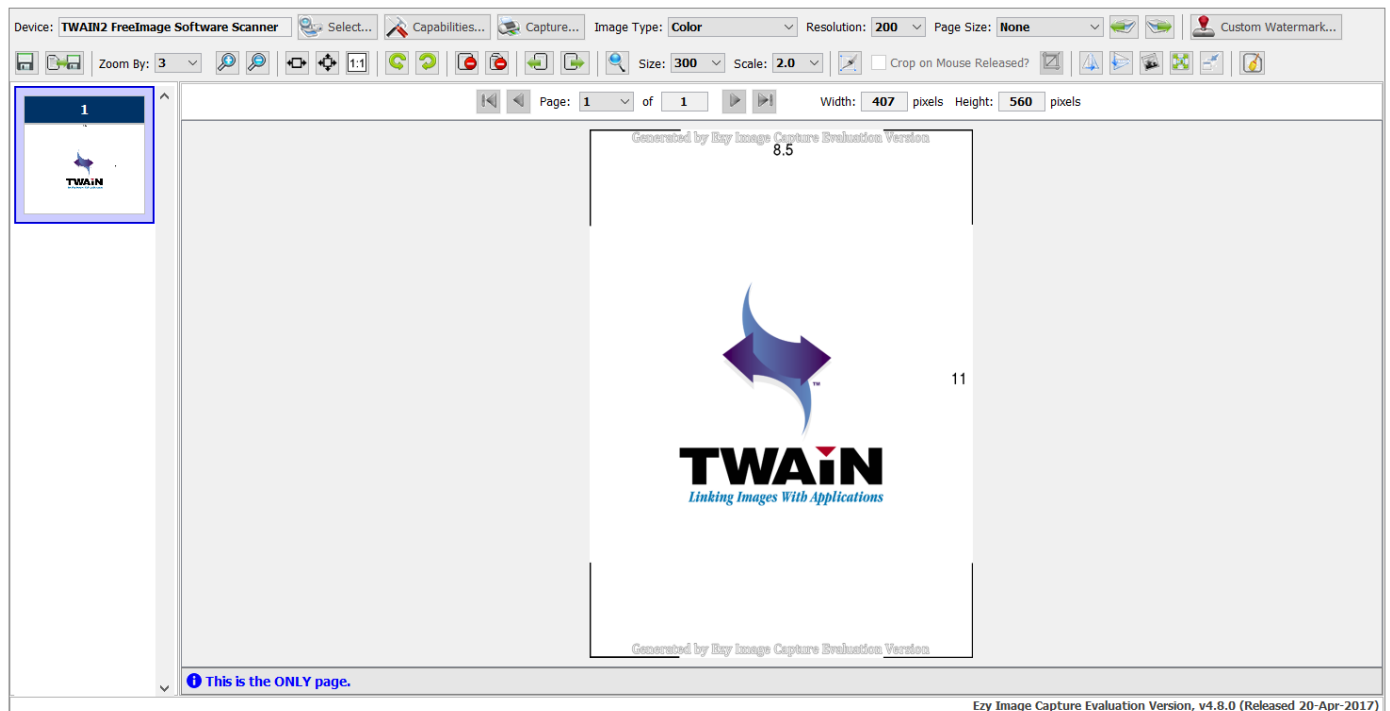 Device: TWAIN2 FreeImage Software Scanner Select... Capabilities... Capture... Image Type: Color Resolution: 200 Page Size: None Custom Watermark...
Zoom By: 3 1:1 Size: 300 Scale: 2.0 Crop on Mouse Released?
Page: 1 of 1 Width: 407 pixels Height: 560 pixels
1
TWAiN
Generated by Ezy Image Capture Evaluation Version
8.5
11
TM
TWAiN
Linking Images With Applications
Generated by Ezy Image Capture Evaluation Version
This is the ONLY page.
Ezy Image Capture Evaluation Version, v4.8.0 (Released 20-Apr-2017)